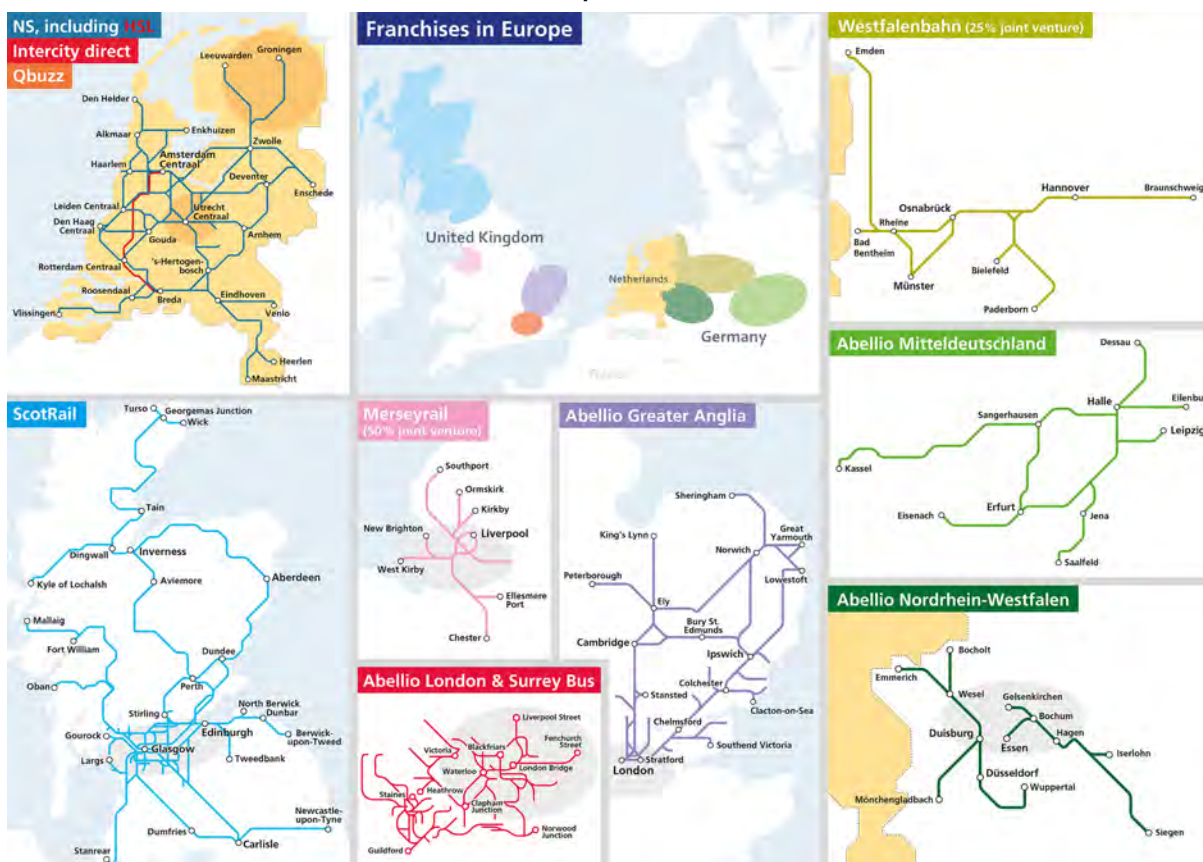 NS, including HSL
Intercity direct
Qbuzz
Groningen
Leeuwarden
Den Helder
Alkmaar
Enkhuizen
Zwolle
Haarlem
Amsterdam
Centraal
Deventer
Enschede
Leiden Centraal
Utrecht
Centraal
Den Haag
Centraal
Gouda
Arnhem
Rotterdam Centraal
's-Hertogen-
bosch
Roosendaal
Breda
Eindhoven
Vlissingen
Venlo
Heerlen
Maastricht
Franchises in Europe
United Kingdom
Netherlands
Germany
Westfalenbahn (25% joint venture)
Emden
Hannover
Braunschweig
Osnabrück
Rheine
Bad
Bentheim
Bielefeld
Münster
Paderborn
Abellio Mitteldeutschland
Dessau
Halle
Eilenbu
Sangerhausen
Leipzig
Kassel
Erfurt
Eisenach
Jena
Saalfeld
ScotRail
Turso
Georgemas Junction
Wick
Tain
Dingwall
Inverness
Kyle of Lochalsh
Aviemore
Aberdeen
Mallaig
Fort William
Dundee
Oban
Perth
Stirling
North Berwick
Dunbar
Gourock
Edinburgh
Berwick-
upon-Tweed
Glasgow
Largs
Tweedbank
Newcastle-
upon-Tyne
Dumfries
Carlisle
Stanrear
Merseyrail
(50% joint venture)
Southport
Ormskirk
Kirkby
New Brighton
Liverpool
West Kirby
Ellesmere
Port
Chester
Abellio Greater Anglia
Sheringham
King's Lynn
Great
Yarmouth
Norwich
Peterborough
Lowestoft
Ely
Bury St.
Edmunds
Cambridge
Ipswich
Colchester
Stansted
Clacton-on-Sea
Chelmsford
Southend Victoria
Stratford
London
Abellio London & Surrey Bus
Liverpool Street
Fenchurch
Street
Victoria
Blackfriars
Waterloo
London Bridge
Heathrow
Staines
Clapham
Junction
Norwood
Junction
Guildford
Abellio Nordrhein-Westfalen
Bocholt
Emmerich
Wesel
Gelsenkirchen
Bochum
Duisburg
Hagen
Essen
Iserlohn
Düsseldorf
Wuppertal
Mönchengladbach
Siegen